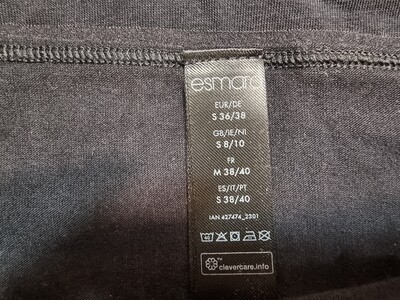 esmara
EUR/DE
S 36/38
GB/IE/NI
S 8/10
FR
M 38/40
ES/IT/PT
S 38/40
IAN 427474_2301
clevercare.info